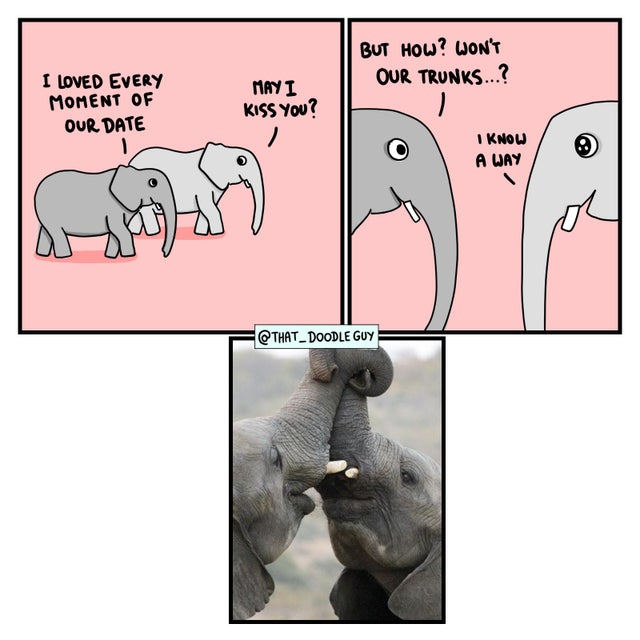 I LOVED EVERY
MOMENT OF
OUR DATE
MAY I
KISS YOU?
BUT HOW? WON'T
OUR TRUNKS...?
I KNOW
A WAY
@THAT_DOODLE GUY